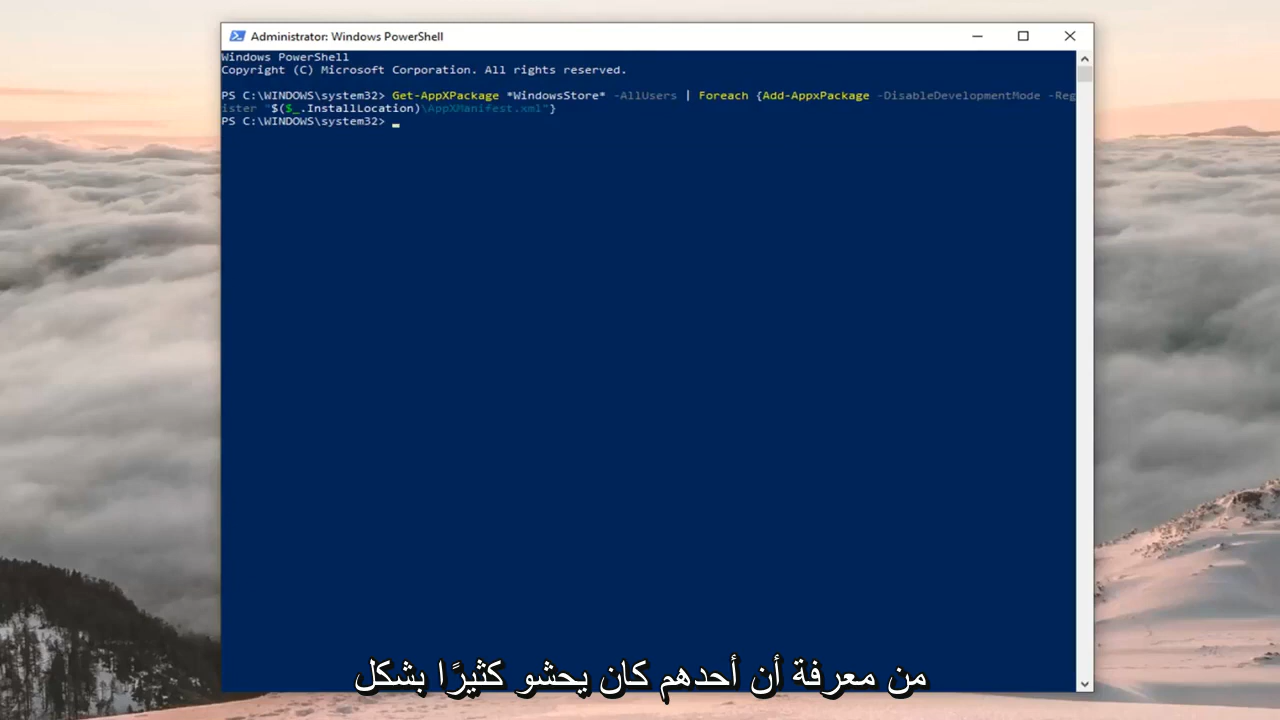 Administrator: Windows PowerShell
Windows PowerShell
Copyright (C) Microsoft Corporation. All rights reserved.
PS C:\WINDOWS\system32> Get-AppXPackage *WindowsStore* -AllUsers | Foreach {Add-AppxPackage -DisableDevelopmentMode -Reg
ister "$($_.InstallLocation)\AppXManifest.xml"}
PS C:\WINDOWS\system32>
من معرفة أن أحدهم كان يحشو كثيرًا بشكل